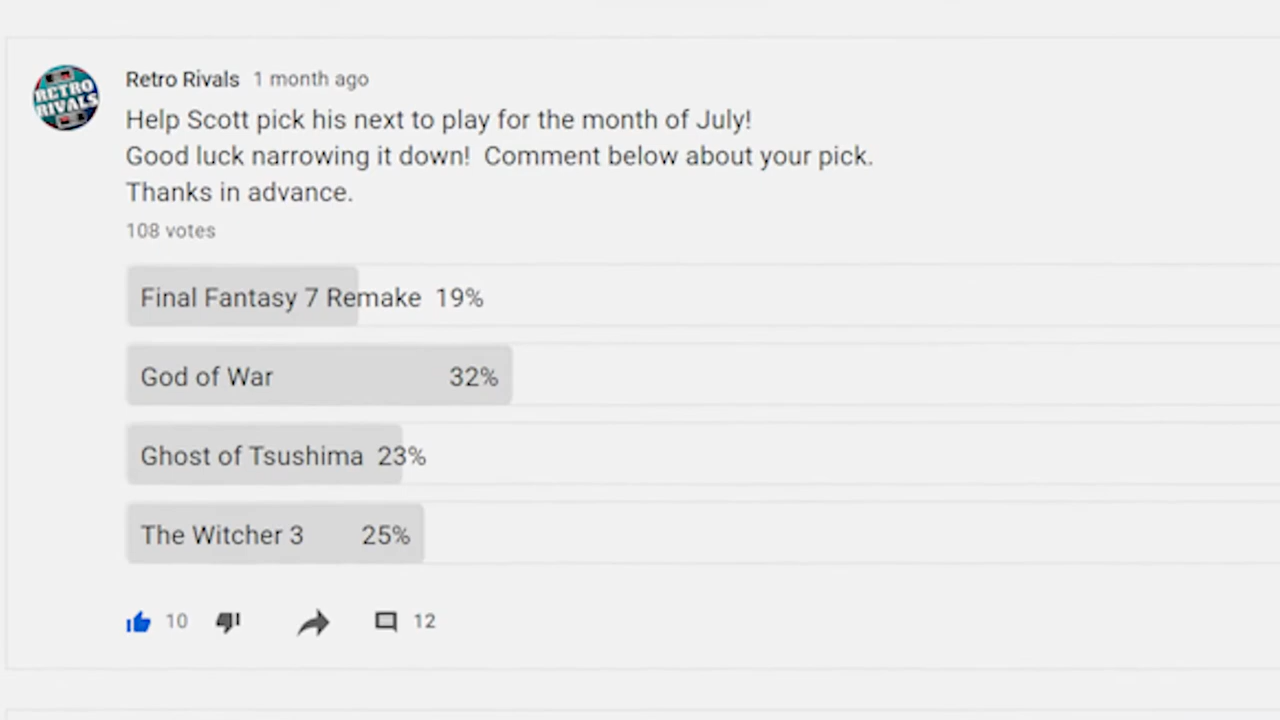 RETRO
RIVALS
Retro Rivals 1 month ago
Help Scott pick his next to play for the month of July!
Good luck narrowing it down!  Comment below about your pick.
Thanks in advance.
108 votes
Final Fantasy 7 Remake 19%
God of War 32%
Ghost of Tsushima 23%
The Witcher 3 25%
10 12